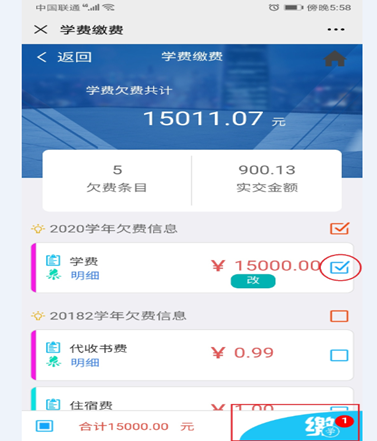 中国联通 傍晚5:58
学费缴费
返回 学费缴费
学费欠费共计
15011.07 元
5 900.13
欠费条目 实交金额
2020学年欠费信息
学费 ¥ 15000.00
明细 改
20182学年欠费信息
代收书费 ¥ 0.99
明细
住宿费 ¥ 1.00
合计15000.00 元 1